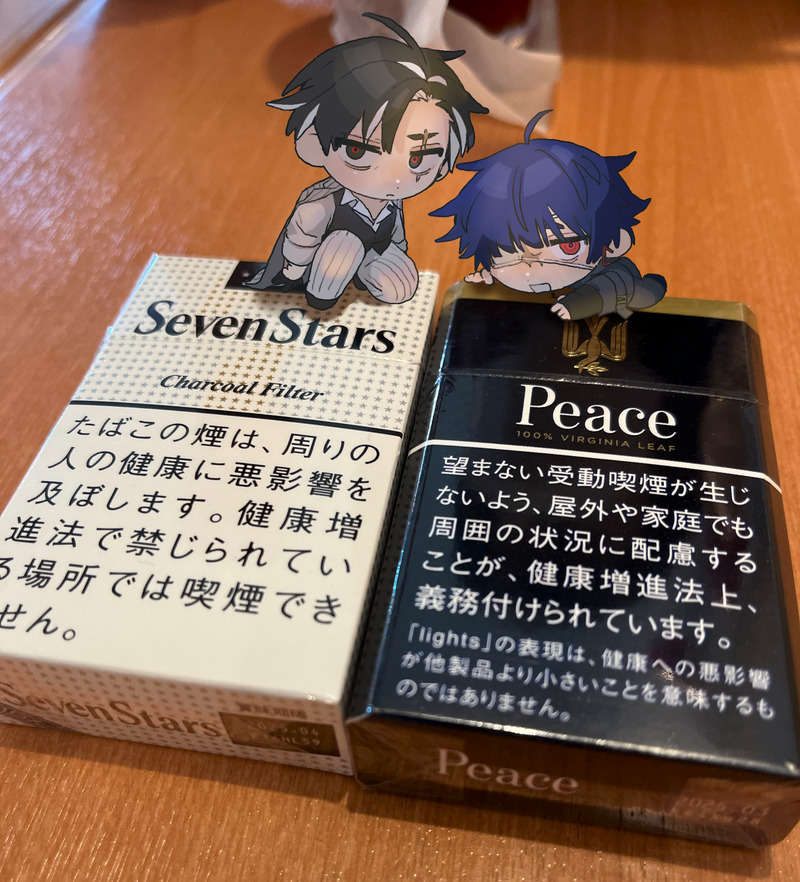 SevenStars
Charcoal Filter
たばこの煙は、周りの
人の健康に悪影響を
及ぼします。健康増
進法で禁じられてい
る場所では喫煙でき
せん。
SevenStars
賞味期限
Peace
100% VIRGINIA LEAF
望まない受動喫煙が生じ
ないよう、屋外や家庭でも
周囲の状況に配慮する
ことが、健康増進法上、
義務付けられています。
「lights」の表現は、健康への悪影響
が他製品より小さいことを意味するも
のではありません。
Peace